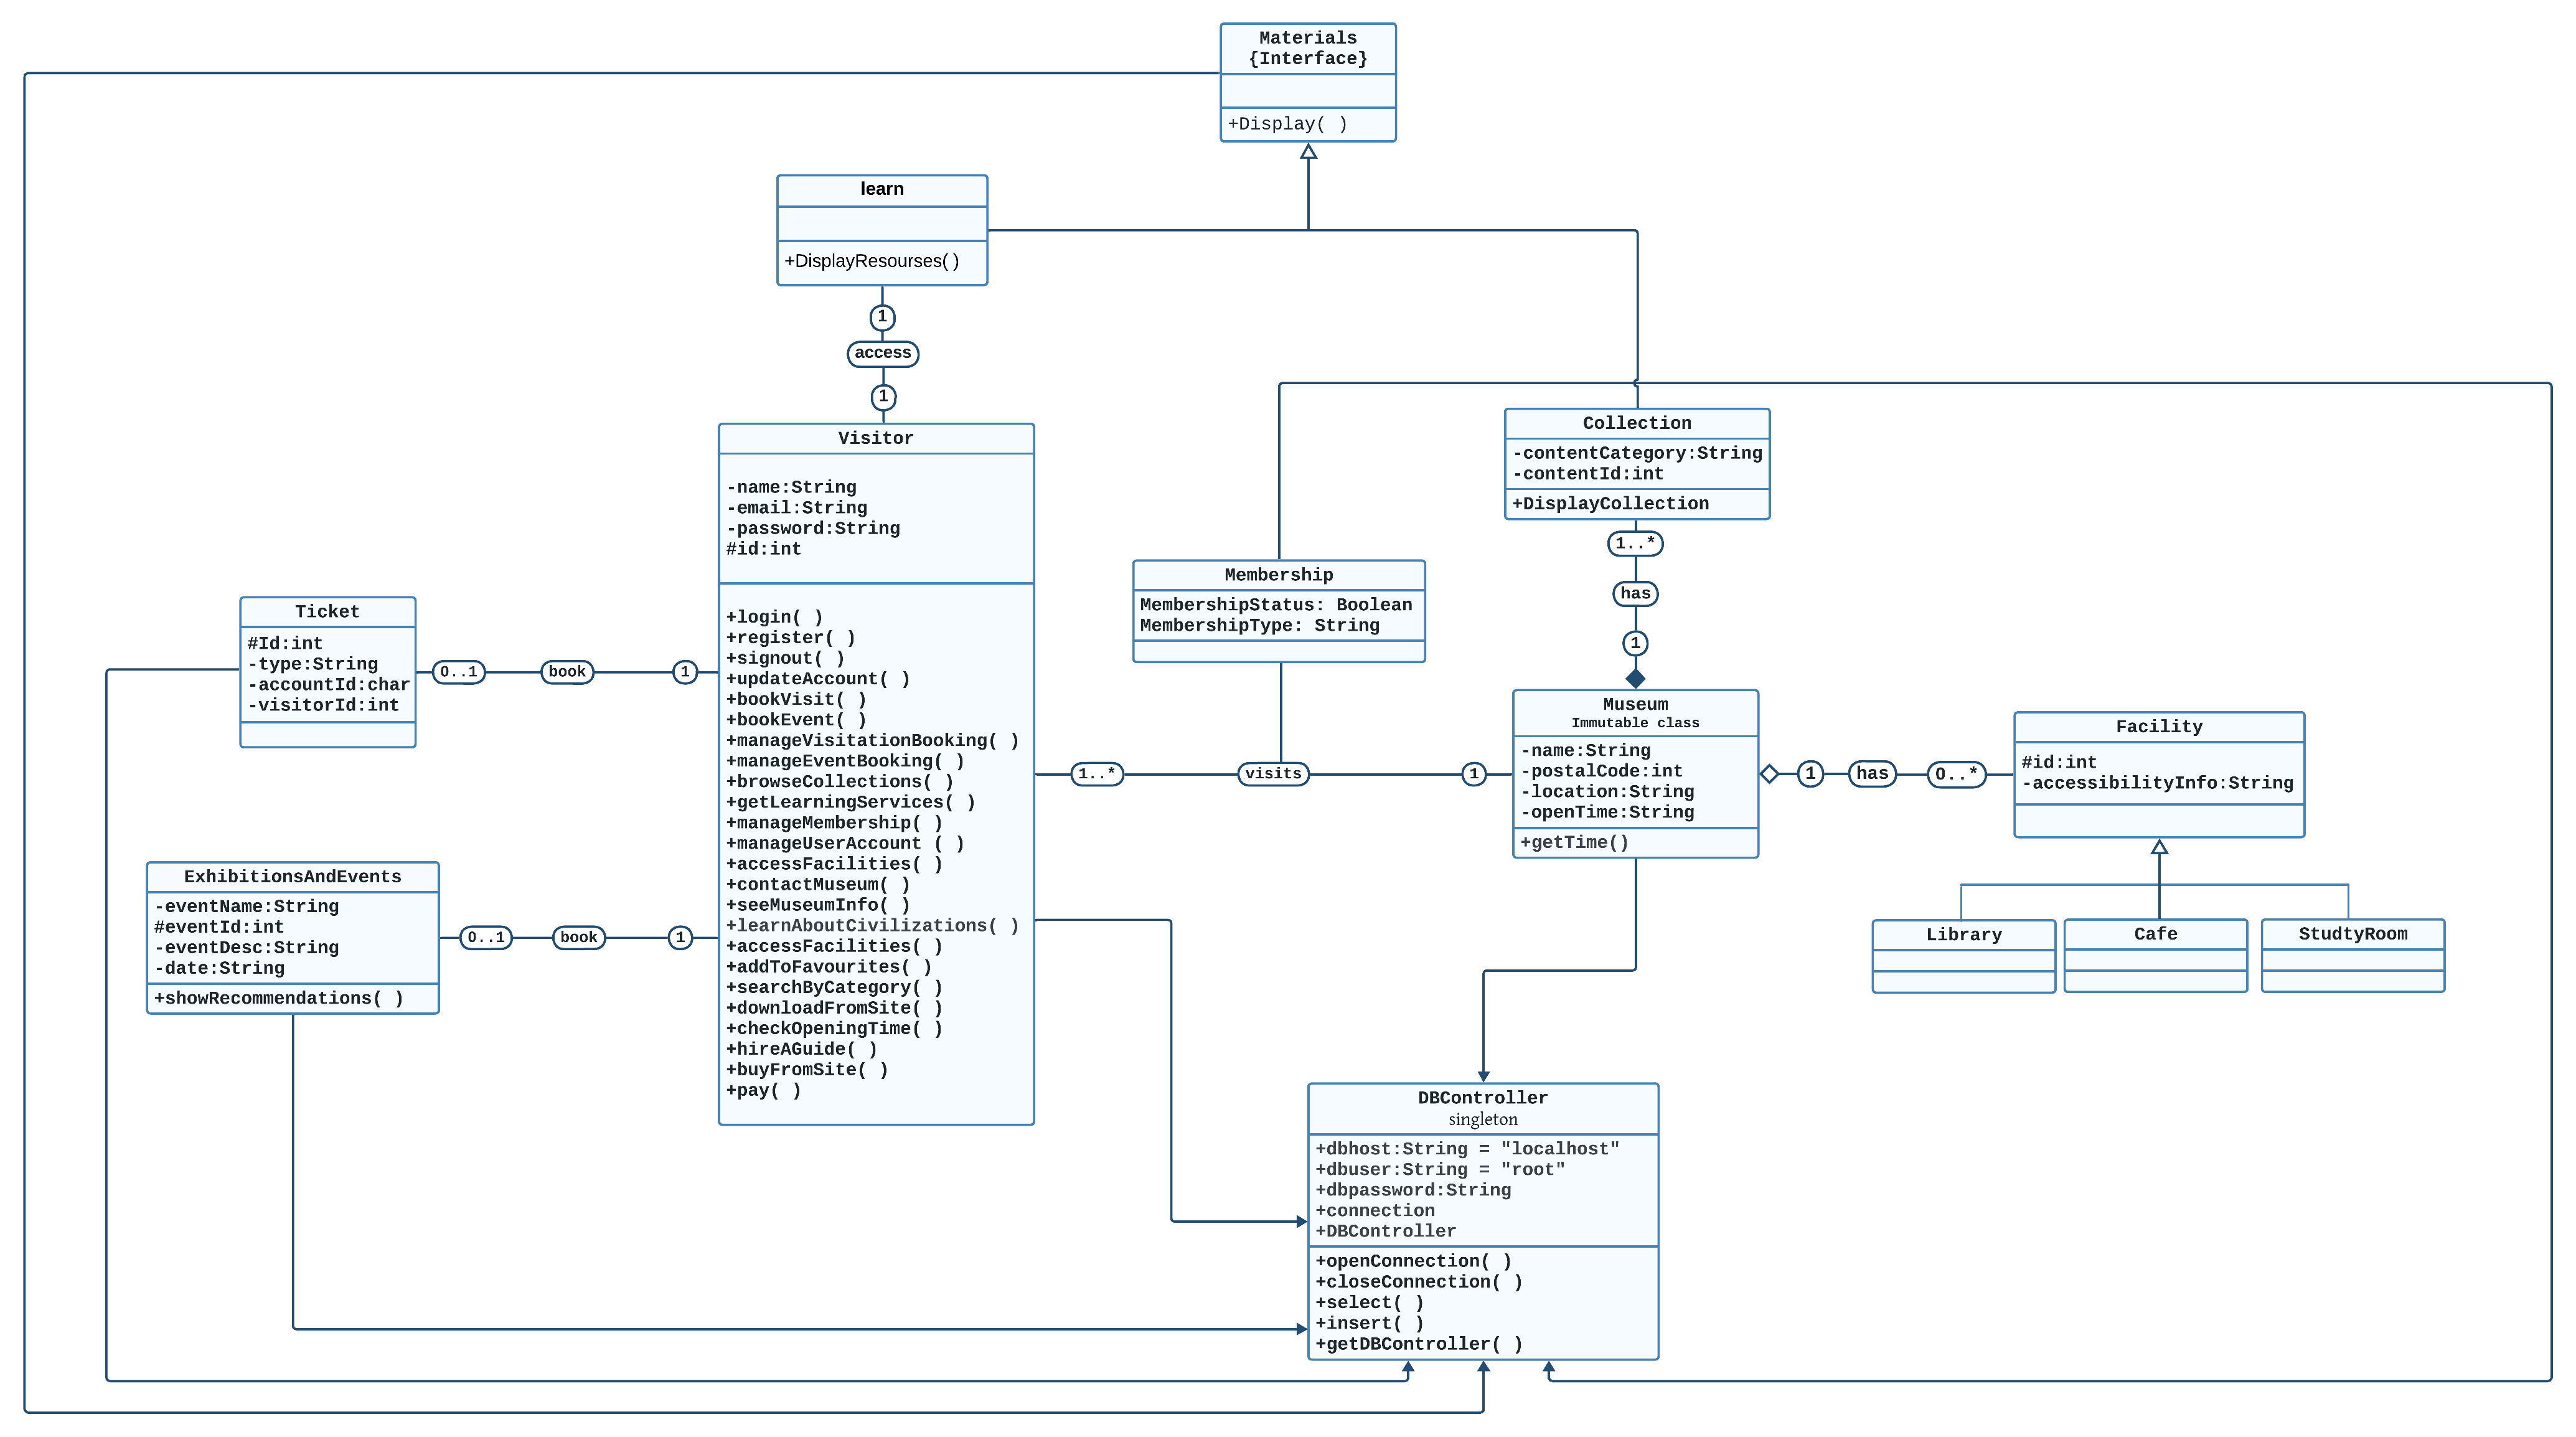 Materials
{Interface}
+Display( )
learn
+DisplayResourses( )
1
access
1
Visitor
-name:String
-email:String
-password:String
#id:int
+login( )
+register( )
+signout( )
+updateAccount( )
+bookVisit( )
+bookEvent( )
+manageVisitationBooking( )
+manageEventBooking( )
+browseCollections( )
+getLearningServices( )
+manageMembership( )
+manageUserAccount ( )
+accessFacilities( )
+contactMuseum( )
+seeMuseumInfo( )
+learnAboutCivilizations( )
+accessFacilities( )
+addToFavourites( )
+searchByCategory( )
+downloadFromSite( )
+checkOpeningTime( )
+hireAGuide( )
+buyFromSite( )
+pay( )
Ticket
#Id:int
-type:String
-accountId:char
-visitorId:int
0..1
book
1
ExhibitionsAndEvents
-eventName:String
#eventId:int
-eventDesc:String
-date:String
+showRecommendations( )
0..1
book
1
Membership
MembershipStatus: Boolean
MembershipType: String
1..*
visits
1
Collection
-contentCategory:String
-contentId:int
+DisplayCollection
1..*
has
1
Museum
Immutable class
-name:String
-postalCode:int
-location:String
-openTime:String
+getTime()
1
has
0..*
Facility
#id:int
-accessibilityInfo:String
Library
Cafe
StudtyRoom
DBController
singleton
+dbhost:String = "localhost"
+dbuser:String = "root"
+dbpassword:String
+connection
+DBController
+openConnection( )
+closeConnection( )
+select( )
+insert( )
+getDBController( )